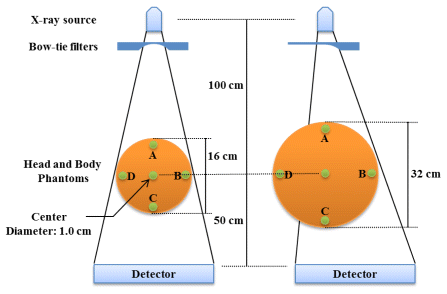 X-ray source
Bow-tie filters
100 cm
A
16 cm
A
Head and Body
Phantoms
D
B
D
B
32 cm
C
C
Center
Diameter: 1.0 cm
50 cm
Detector
Detector